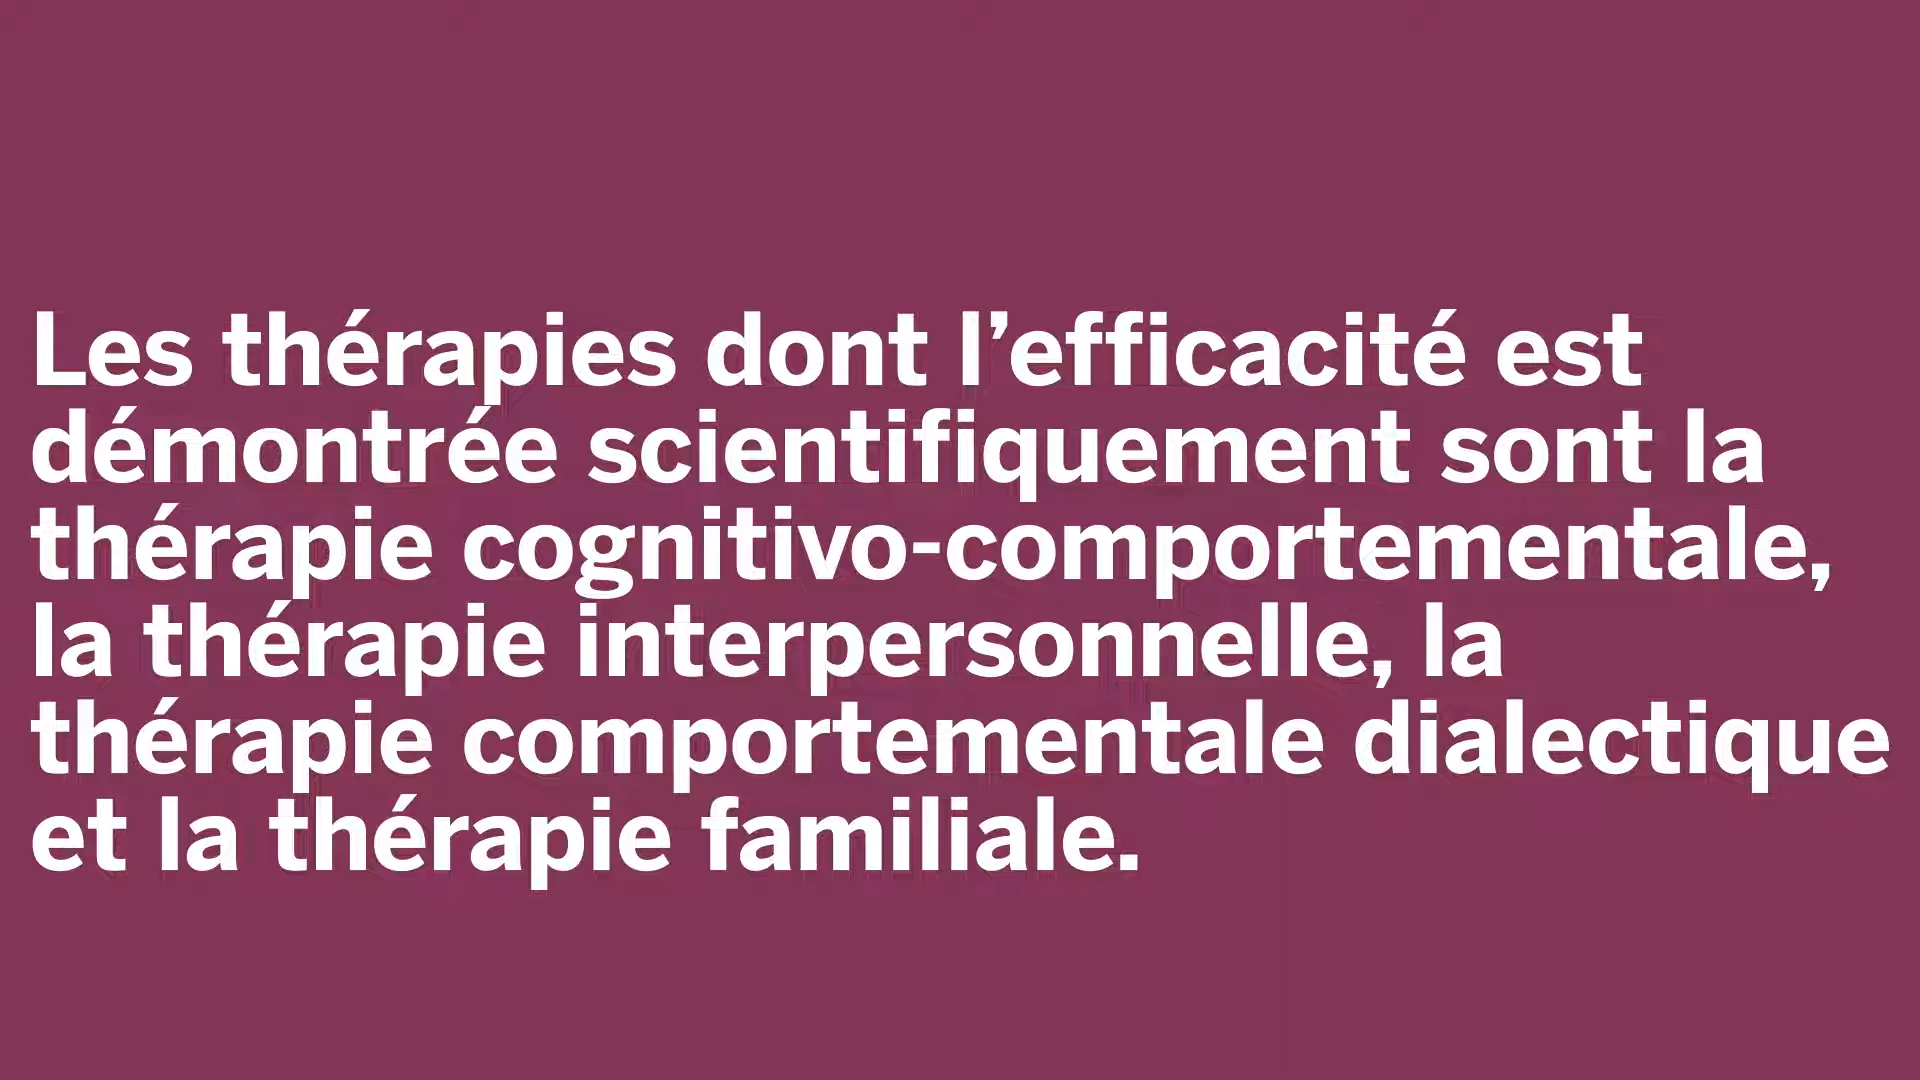 Les thérapies dont l’efficacité est
démontrée scientifiquement sont la
thérapie cognitivo-comportementale,
la thérapie interpersonnelle, la
thérapie comportementale dialectique
et la thérapie familiale.